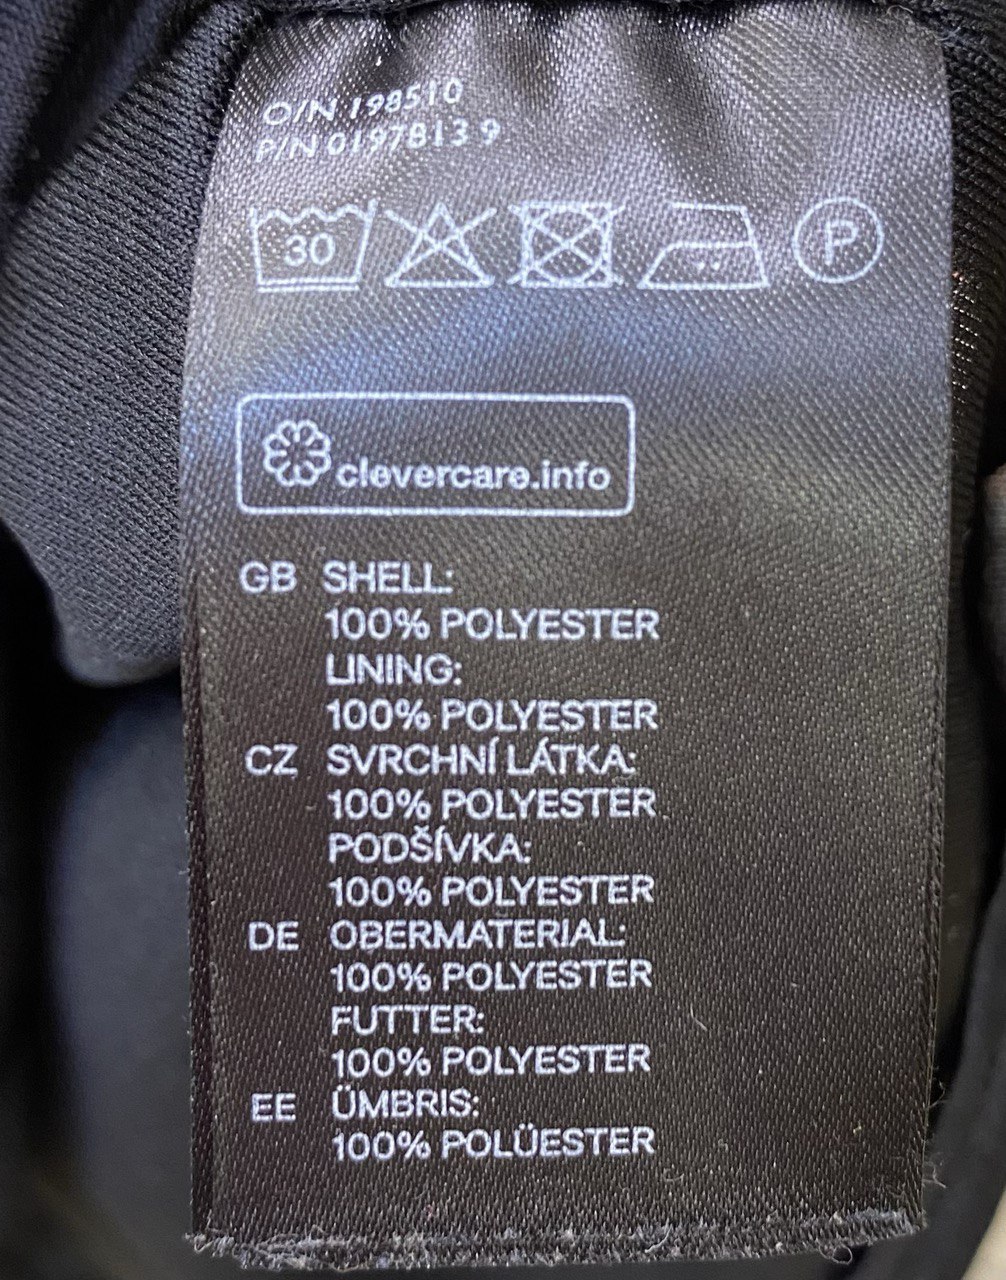 O/N 198510
P/N 0197813 9
30 P
clevercare.info
GB SHELL:
100% POLYESTER
LINING:
100% POLYESTER
CZ SVRCHNÍ LÁTKA:
100% POLYESTER
PODŠÍVKA:
100% POLYESTER
DE OBERMATERIAL:
100% POLYESTER
FUTTER:
100% POLYESTER
EE ÜMBRIS:
100% POLÜESTER